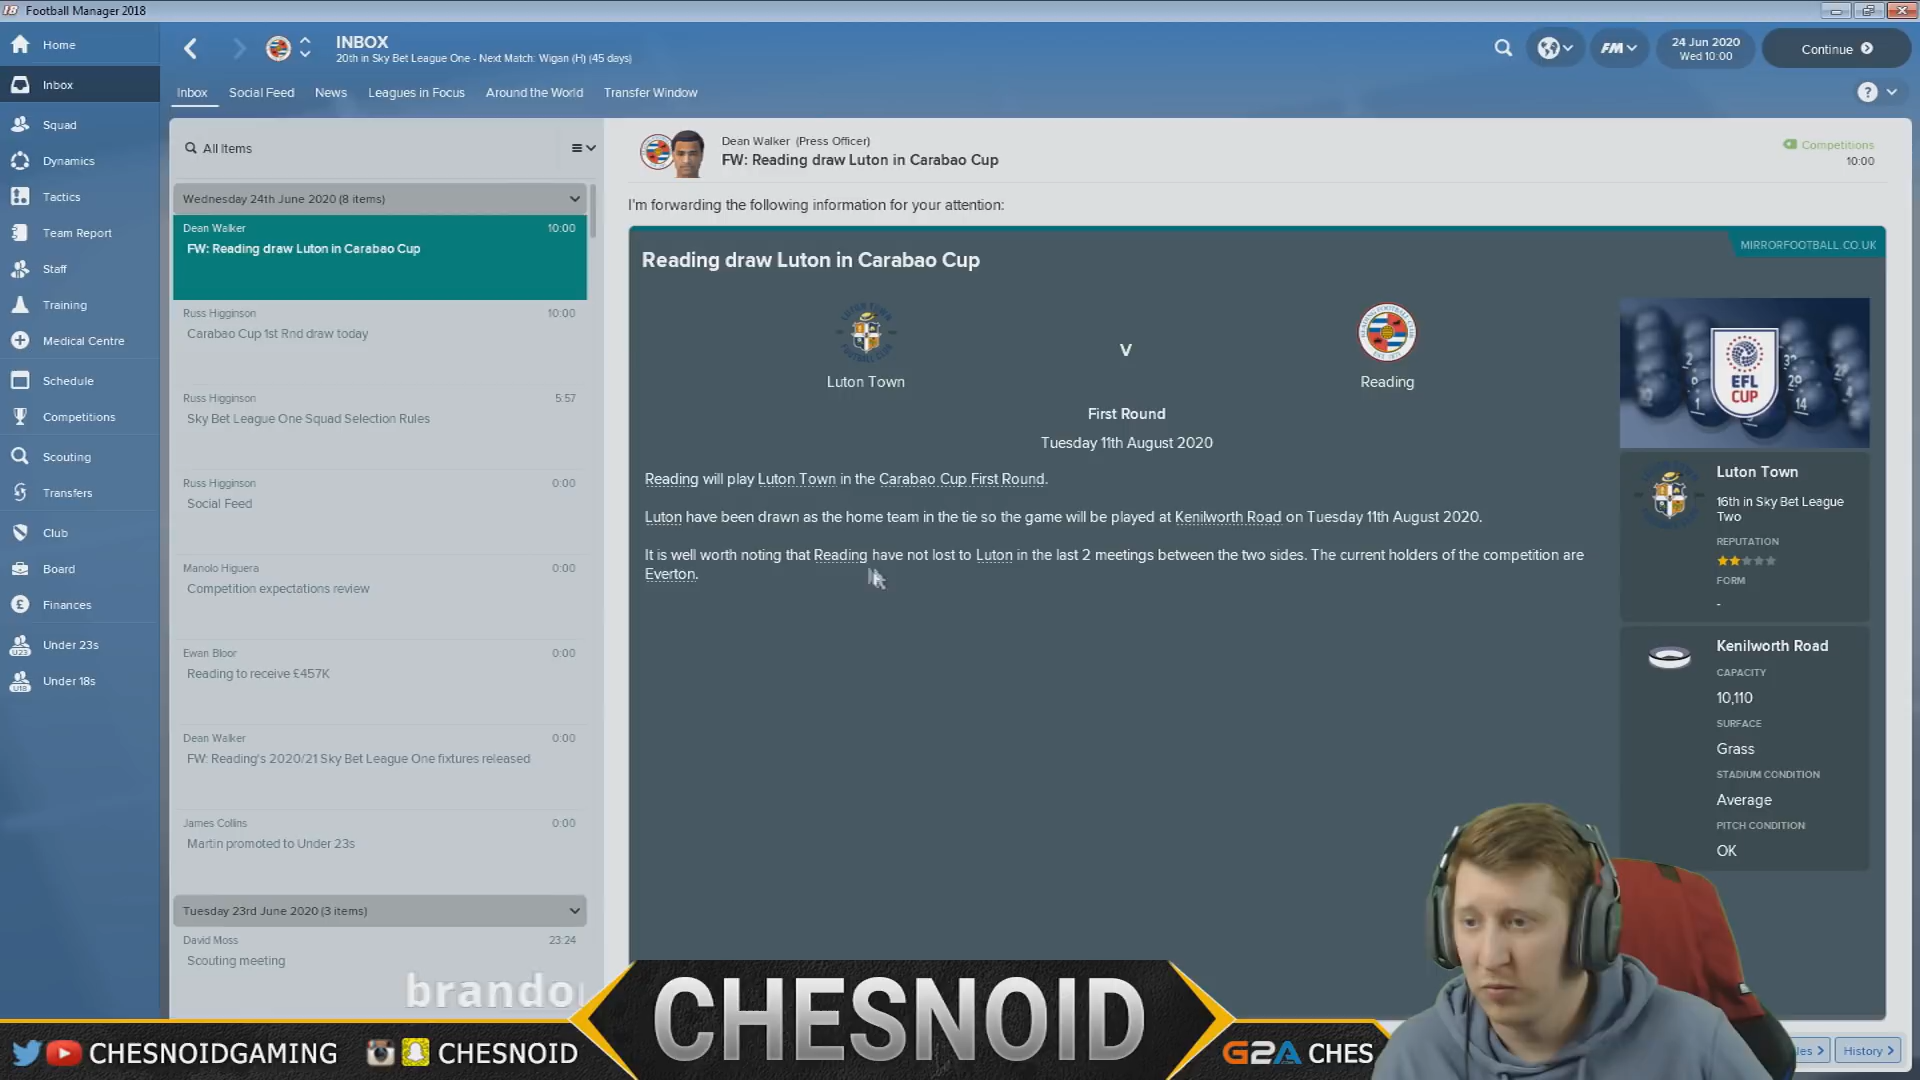 Football Manager 2018
Home
Inbox
Squad
Dynamics
Tactics
Team Report
Staff
Training
Medical Centre
Schedule
Competitions
Scouting
Transfers
Club
Board
Finances
Under 23s
Under 18s
INBOX
20th in Sky Bet League One - Next Match: Wigan (H) (45 days)
FM
24 Jun 2020
Wed 10:00
Continue
Inbox Social Feed News Leagues in Focus Around the World Transfer Window
?
All Items
Wednesday 24th June 2020 (8 items)
Dean Walker 10:00
FW: Reading draw Luton in Carabao Cup
Russ Higginson 10:00
Carabao Cup 1st Rnd draw today
Russ Higginson 5:57
Sky Bet League One Squad Selection Rules
Russ Higginson 0:00
Social Feed
Manolo Higuera 0:00
Competition expectations review
Ewan Bloor 0:00
Reading to receive £457K
Dean Walker 0:00
FW: Reading's 2020/21 Sky Bet League One fixtures released
James Collins 0:00
Martin promoted to Under 23s
Tuesday 23rd June 2020 (3 items)
David Moss 23:24
Scouting meeting
Dean Walker (Press Officer)
FW: Reading draw Luton in Carabao Cup
Competitions
10:00
I'm forwarding the following information for your attention:
MIRRORFOOTBALL.CO.UK
Reading draw Luton in Carabao Cup
V
Luton Town
Reading
First Round
Tuesday 11th August 2020
Reading will play Luton Town in the Carabao Cup First Round.
Luton have been drawn as the home team in the tie so the game will be played at Kenilworth Road on Tuesday 11th August 2020.
It is well worth noting that Reading have not lost to Luton in the last 2 meetings between the two sides. The current holders of the competition are
Everton.
EFL
CUP
Luton Town
16th in Sky Bet League
Two
REPUTATION
FORM
-
Kenilworth Road
CAPACITY
10,110
SURFACE
Grass
STADIUM CONDITION
Average
PITCH CONDITION
OK
brando
CHESNOID
CHESNOIDGAMING
CHESNOID
G2A CHES
History